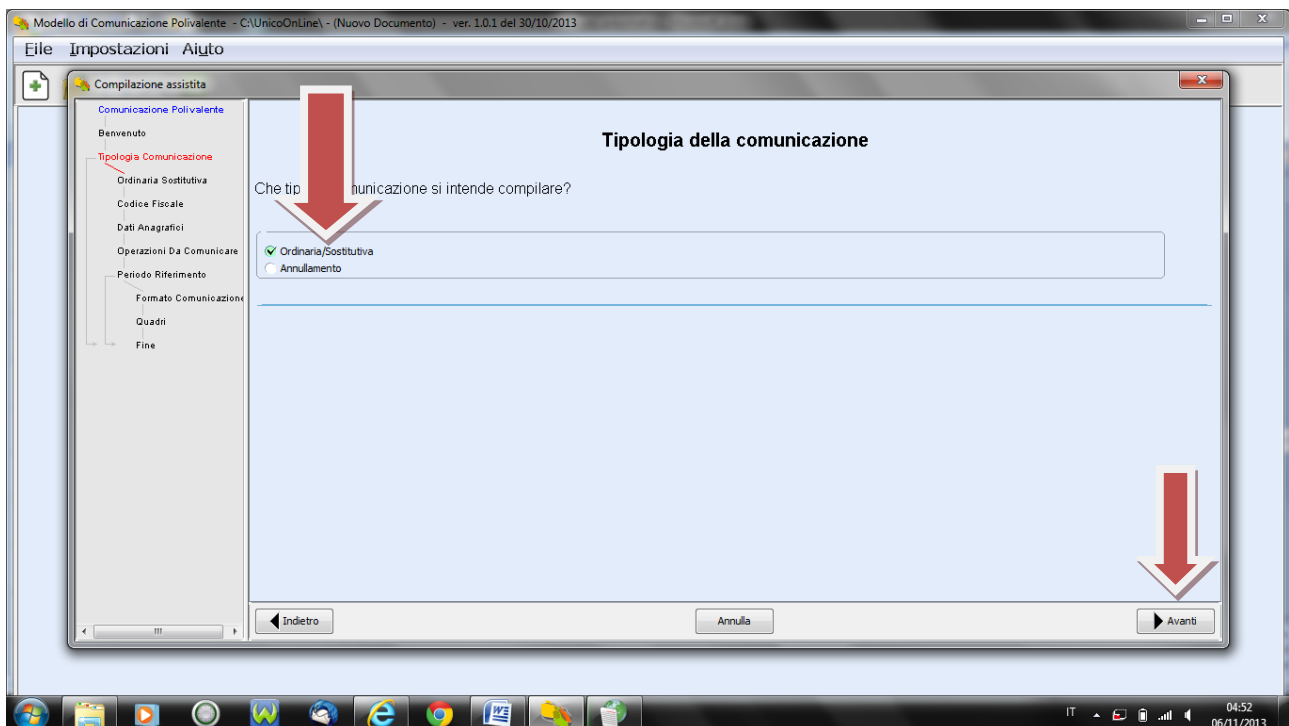 Modello di Comunicazione Polivalente - C:\UnicoOnLine\ - (Nuovo Documento) - ver. 1.0.1 del 30/10/2013
File Impostazioni Aiuto
Compilazione assistita
Comunicazione Polivalente
Benvenuto
Tipologia Comunicazione
Ordinaria Sostitutiva
Codice Fiscale
Dati Anagrafici
Operazioni Da Comunicare
Periodo Riferimento
Formato Comunicazione
Quadri
Fine
Tipologia della comunicazione
Che tip municazione si intende compilare?
Ordinaria/Sostitutiva
Annullamento
Indietro
Annulla
Avanti
IT
04:52
06/11/2013